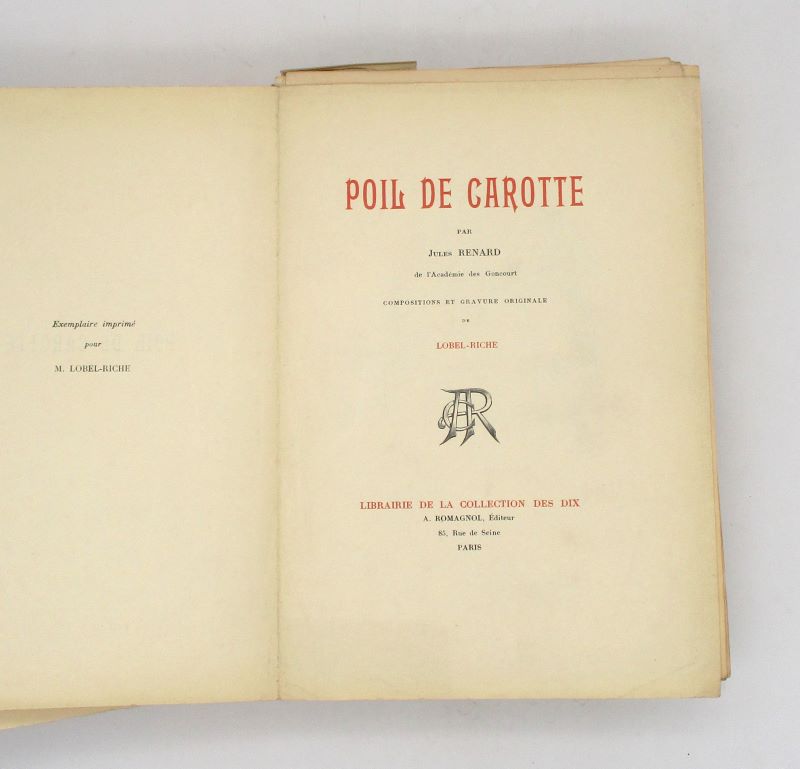 Exemplaire imprimé
pour
M. LOBEL-RICHE
POIL DE CAROTTE
PAR
JULES RENARD
de l'Académie des Goncourt
COMPOSITIONS ET GRAVURE ORIGINALE
DE
LOBEL-RICHE
LIBRAIRIE DE LA COLLECTION DES DIX
A. ROMAGNOL, Éditeur
85, Rue de Seine
PARIS